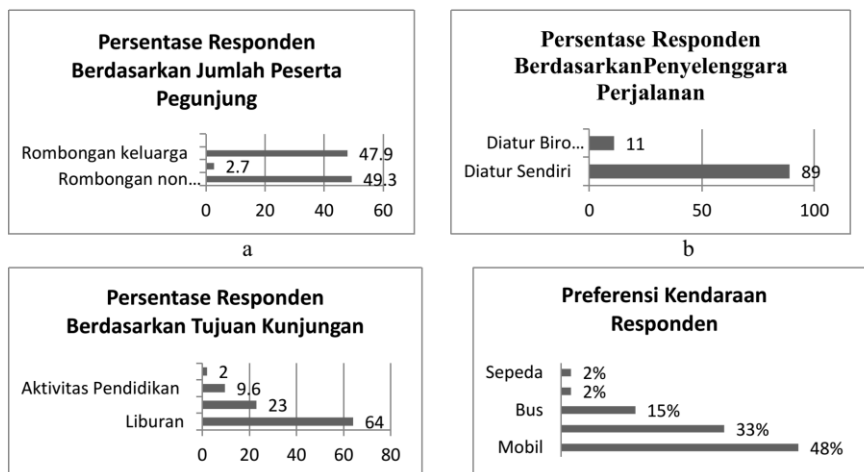 Persentase Responden
Berdasarkan Jumlah Peserta
Pegunjung
Rombongan keluarga
47.9
2.7
Rombongan non...
49.3
0 20 40 60
a
Persentase Responden
BerdasarkanPenyelenggara
Perjalanan
Diatur Biro...
11
Diatur Sendiri
89
0 50 100
b
Persentase Responden
Berdasarkan Tujuan Kunjungan
2
Aktivitas Pendidikan
9.6
23
Liburan
64
0 20 40 60 80
Preferensi Kendaraan
Responden
Sepeda
2%
2%
Bus
15%
33%
Mobil
48%